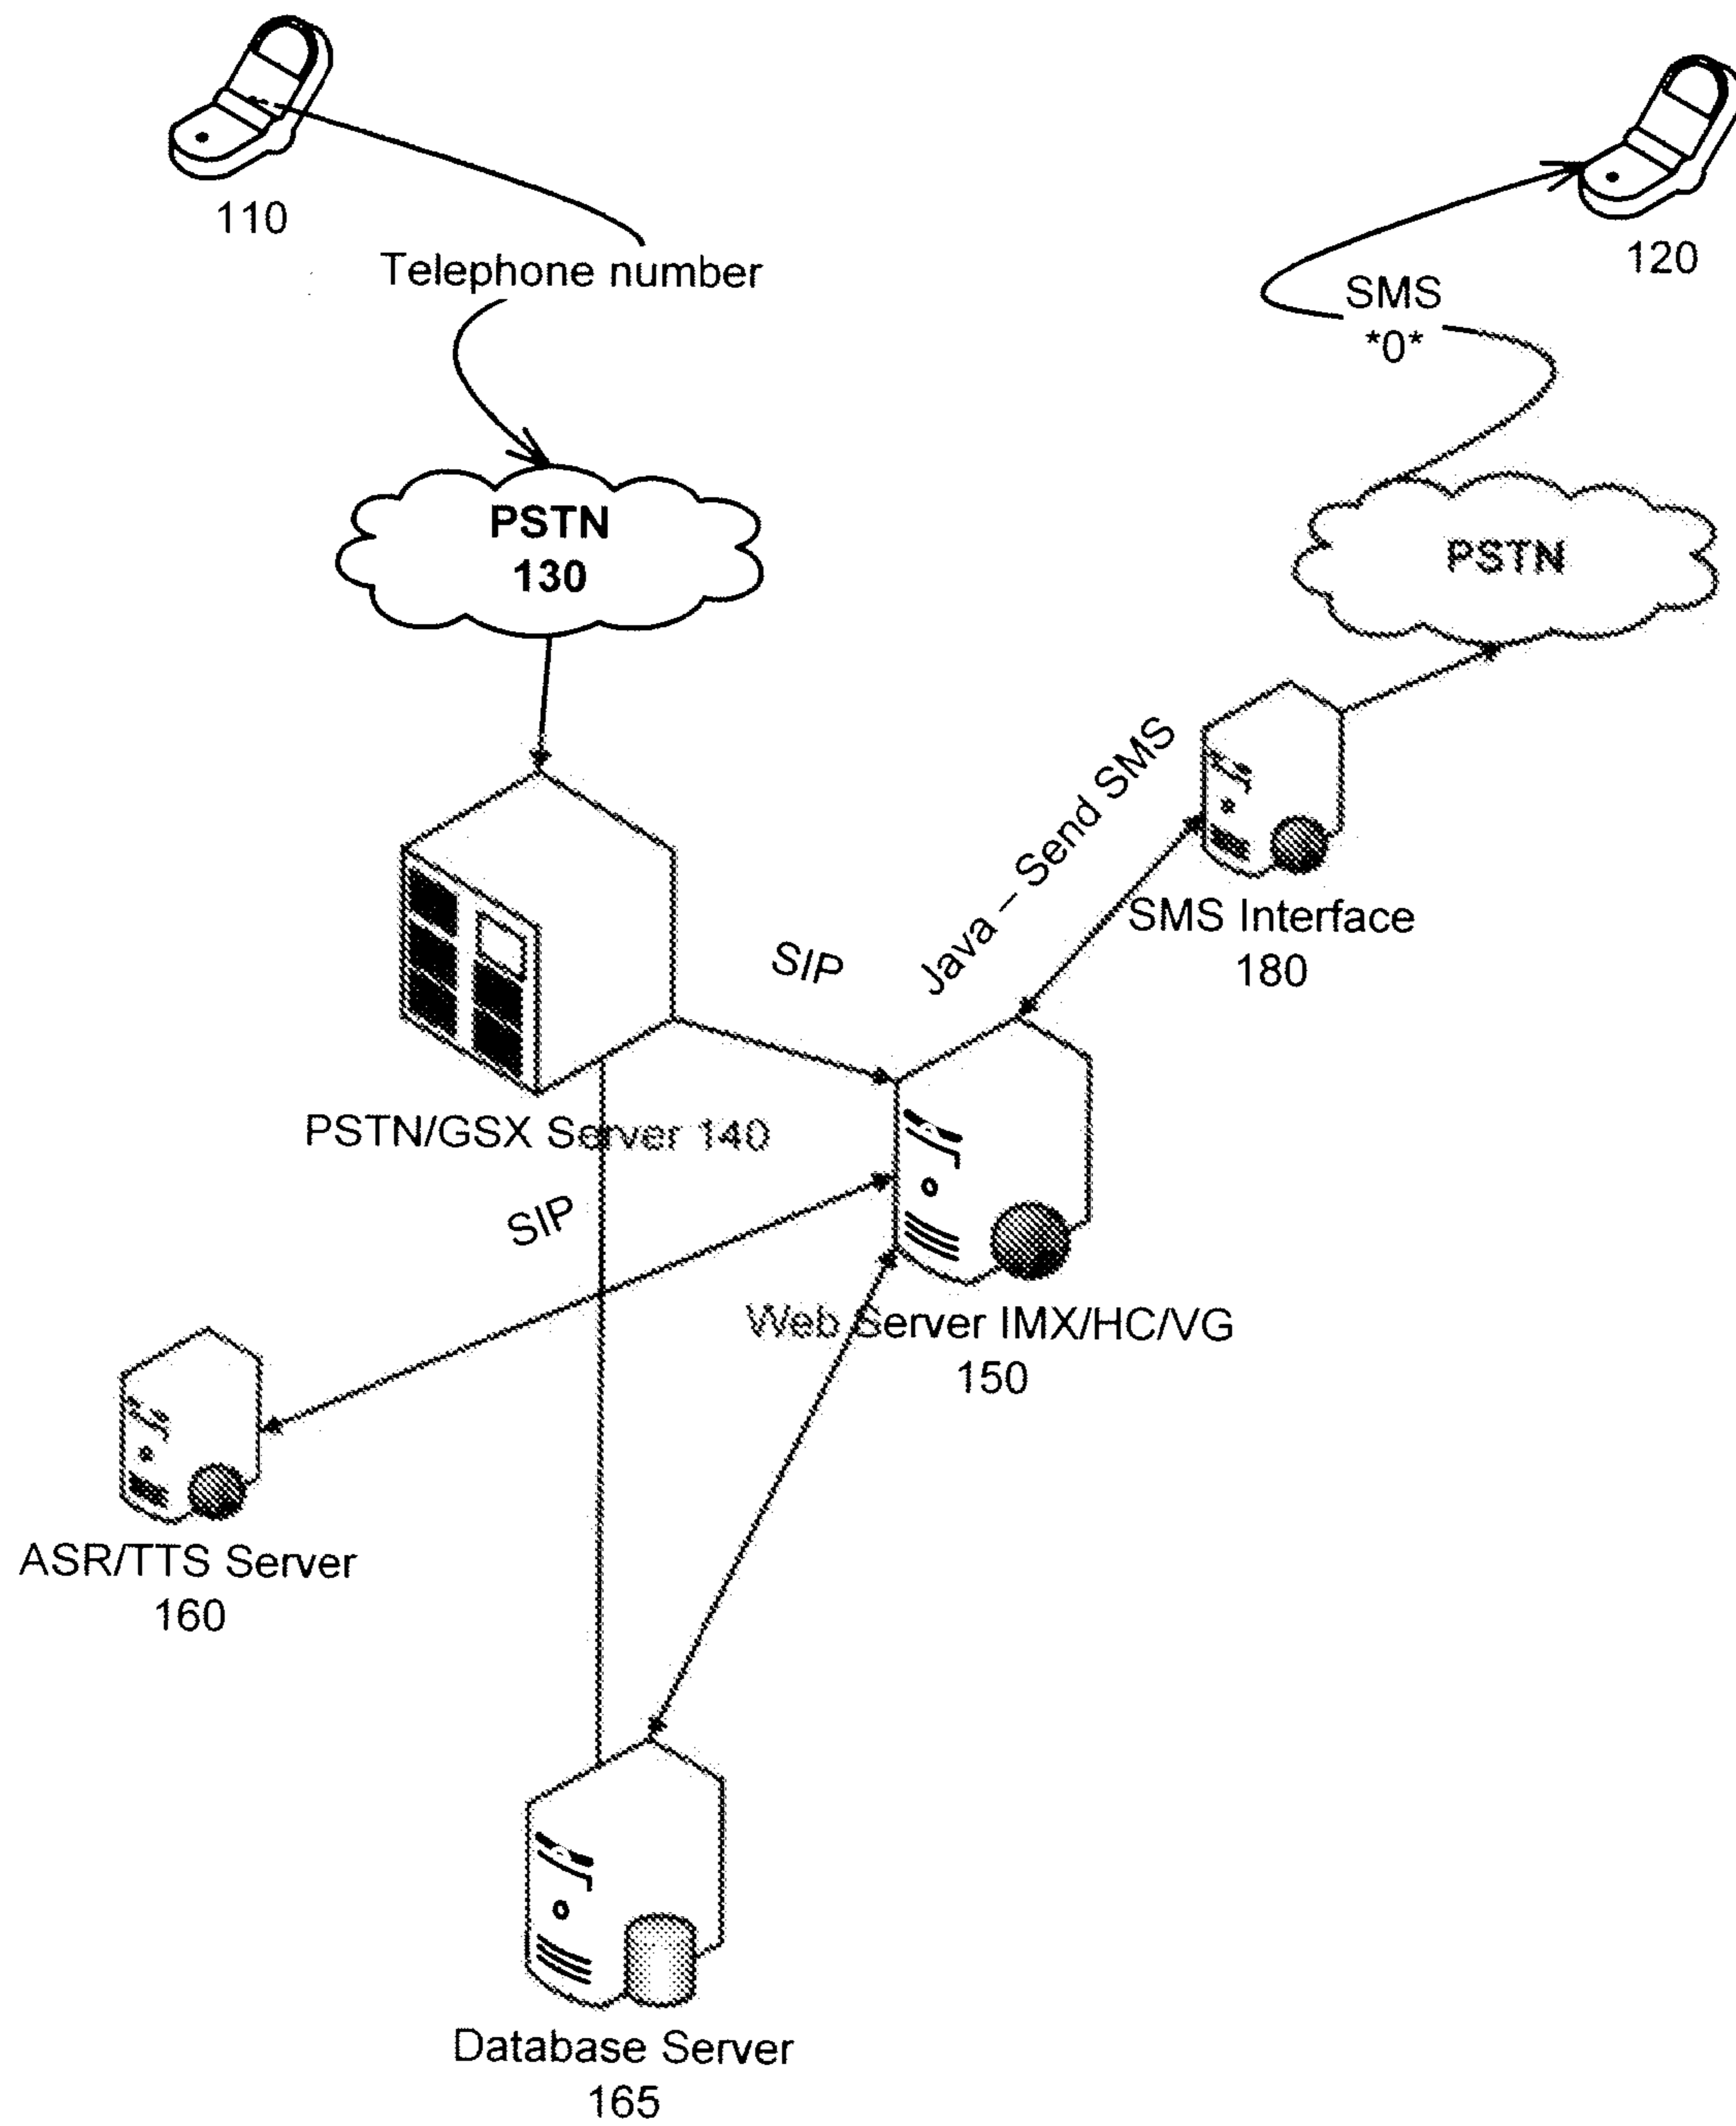 110
120
Telephone number
SMS
*0*
PSTN
130
PSTN
Java – Send SMS
SMS Interface
180
SIP
PSTN/GSX Server 140
SIP
Web Server IMX/HC/VG
150
ASR/TTS Server
160
Database Server
165